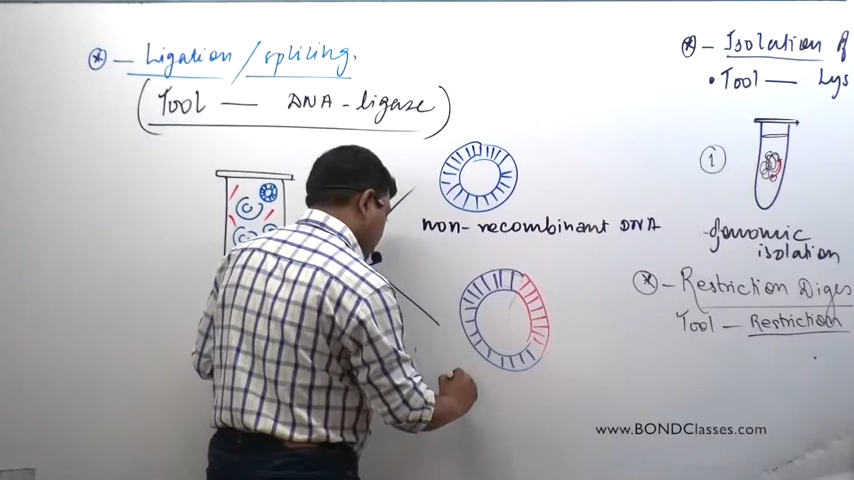 * - Ligation / splicing.
(Tool — DNA-ligase)
non-recombinant DNA
* - Isolation of
• Tool — Lys
1
Genomic
isolation
* - Restriction Diges
Tool — Restriction
www.BONDClasses.com